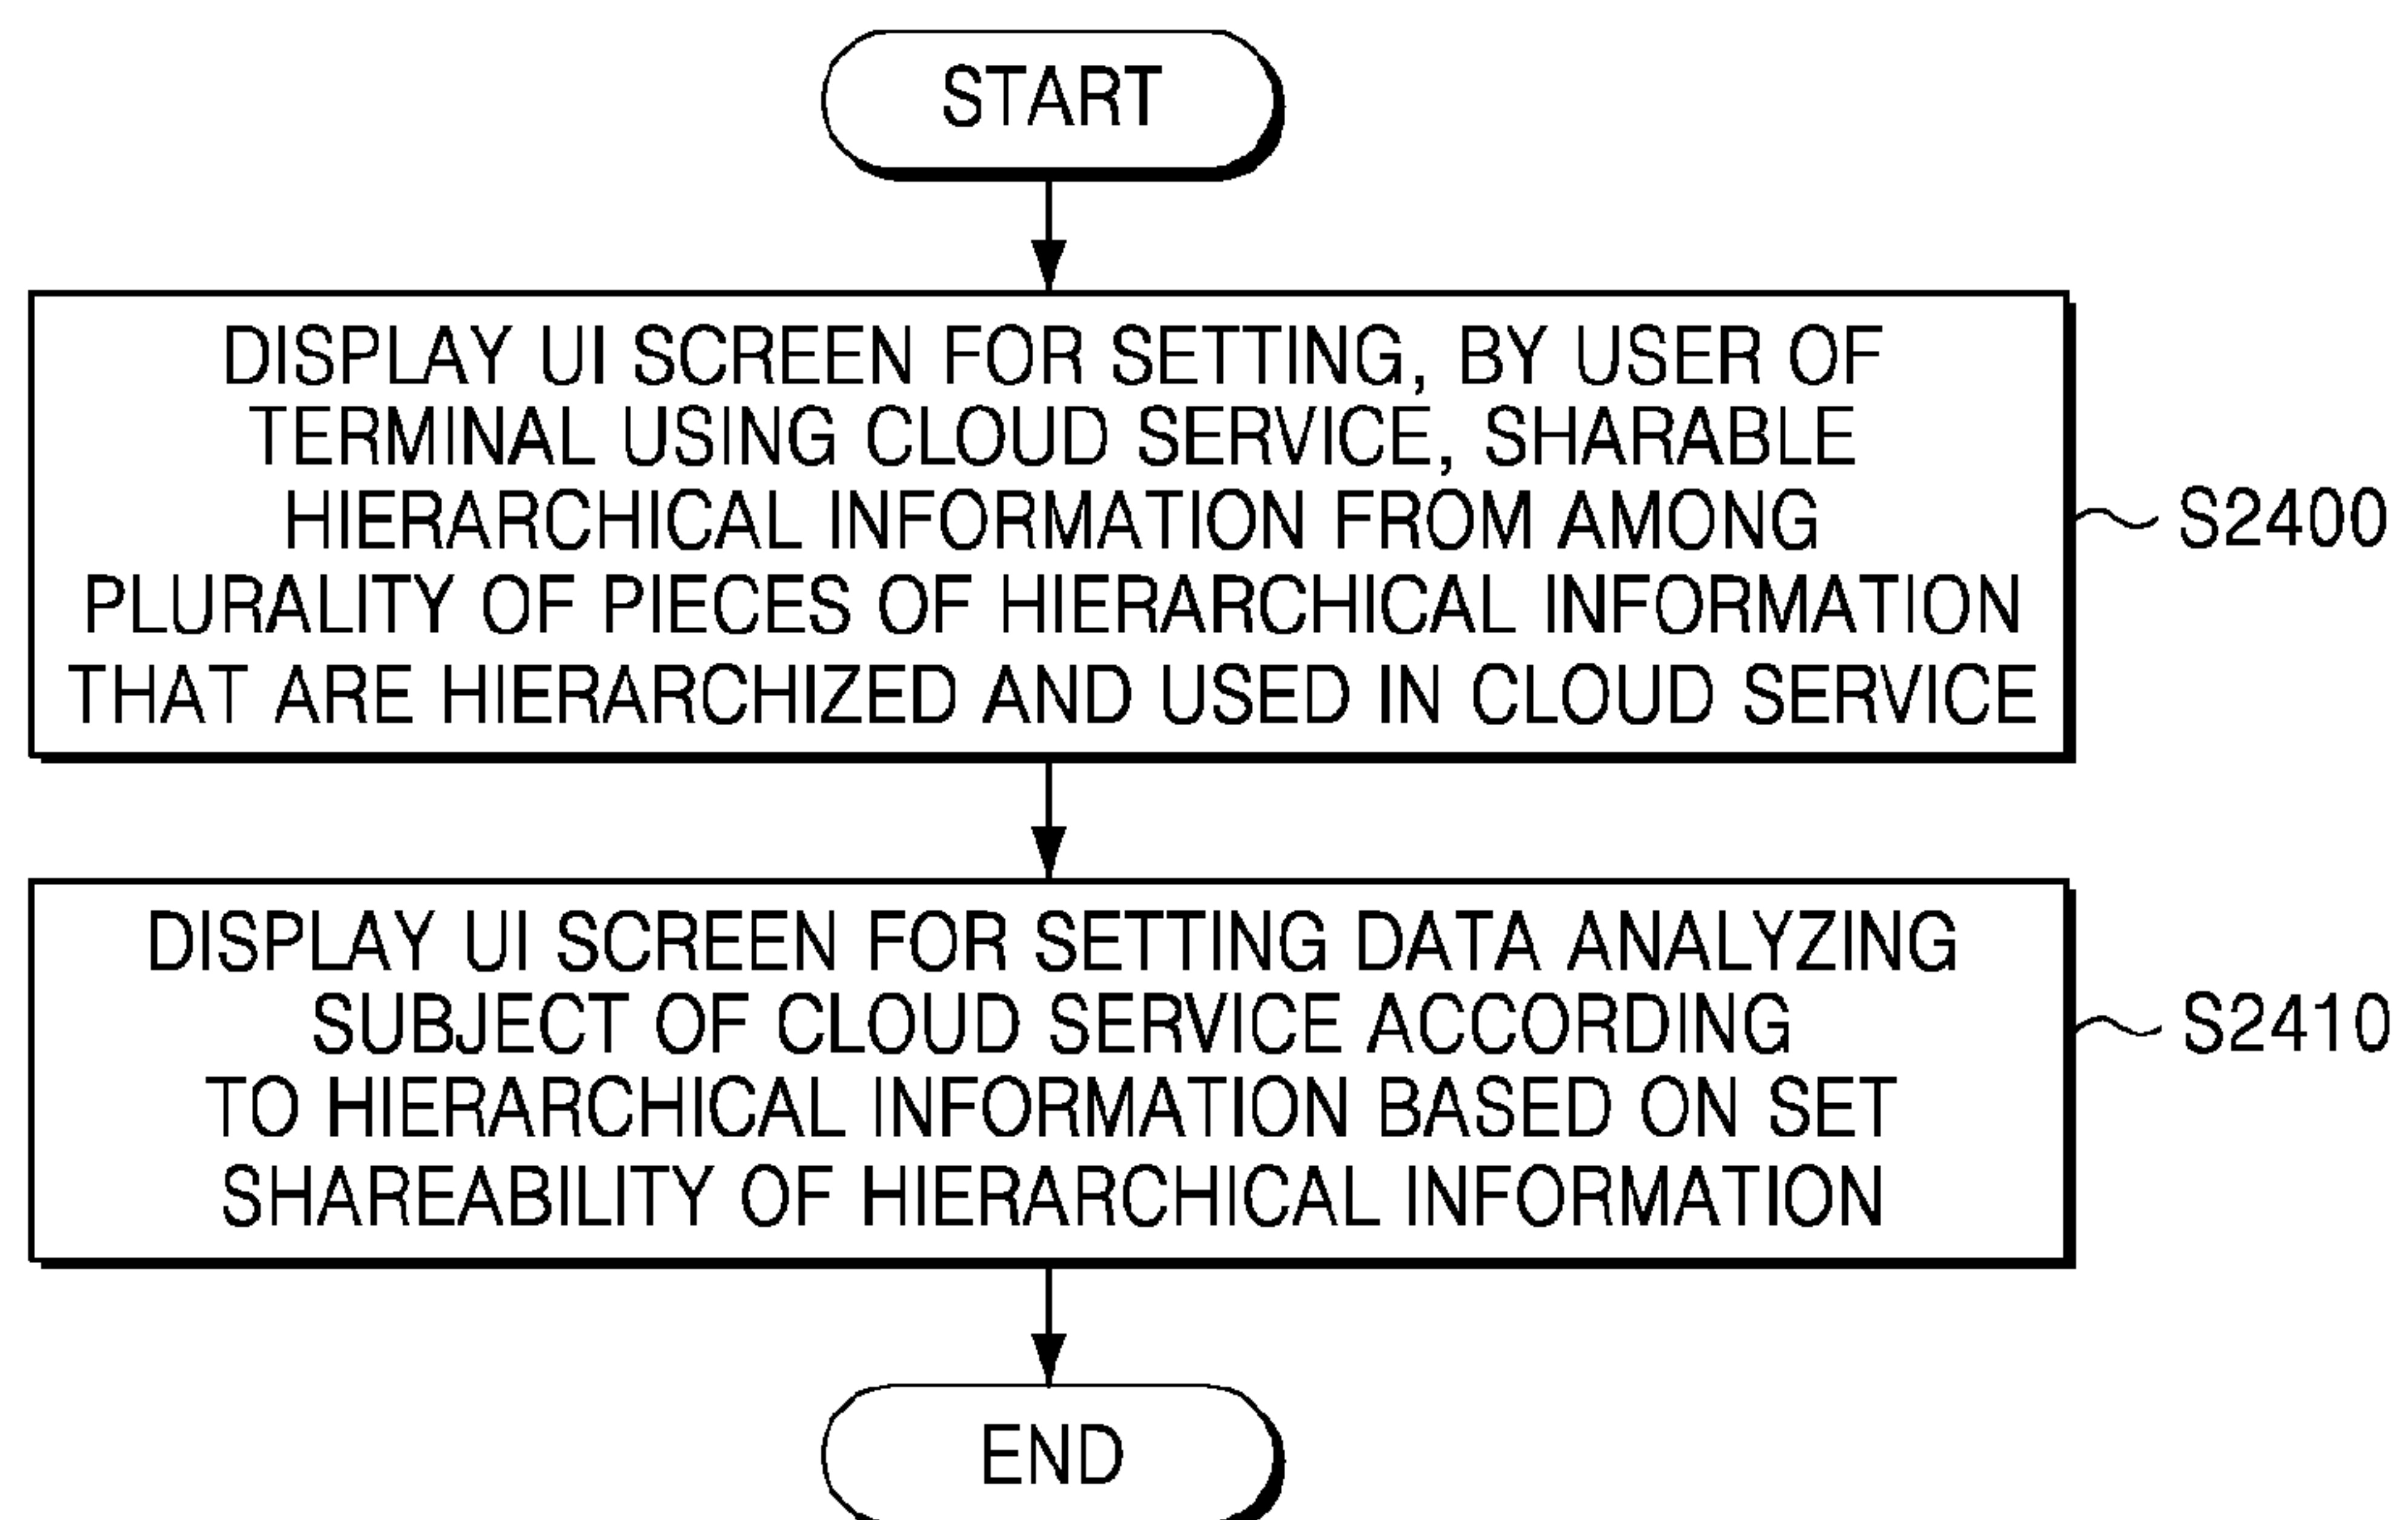 START
DISPLAY UI SCREEN FOR SETTING, BY USER OF
TERMINAL USING CLOUD SERVICE, SHARABLE
HIERARCHICAL INFORMATION FROM AMONG
PLURALITY OF PIECES OF HIERARCHICAL INFORMATION
THAT ARE HIERARCHIZED AND USED IN CLOUD SERVICE
S2400
DISPLAY UI SCREEN FOR SETTING DATA ANALYZING
SUBJECT OF CLOUD SERVICE ACCORDING
TO HIERARCHICAL INFORMATION BASED ON SET
SHAREABILITY OF HIERARCHICAL INFORMATION
S2410
END